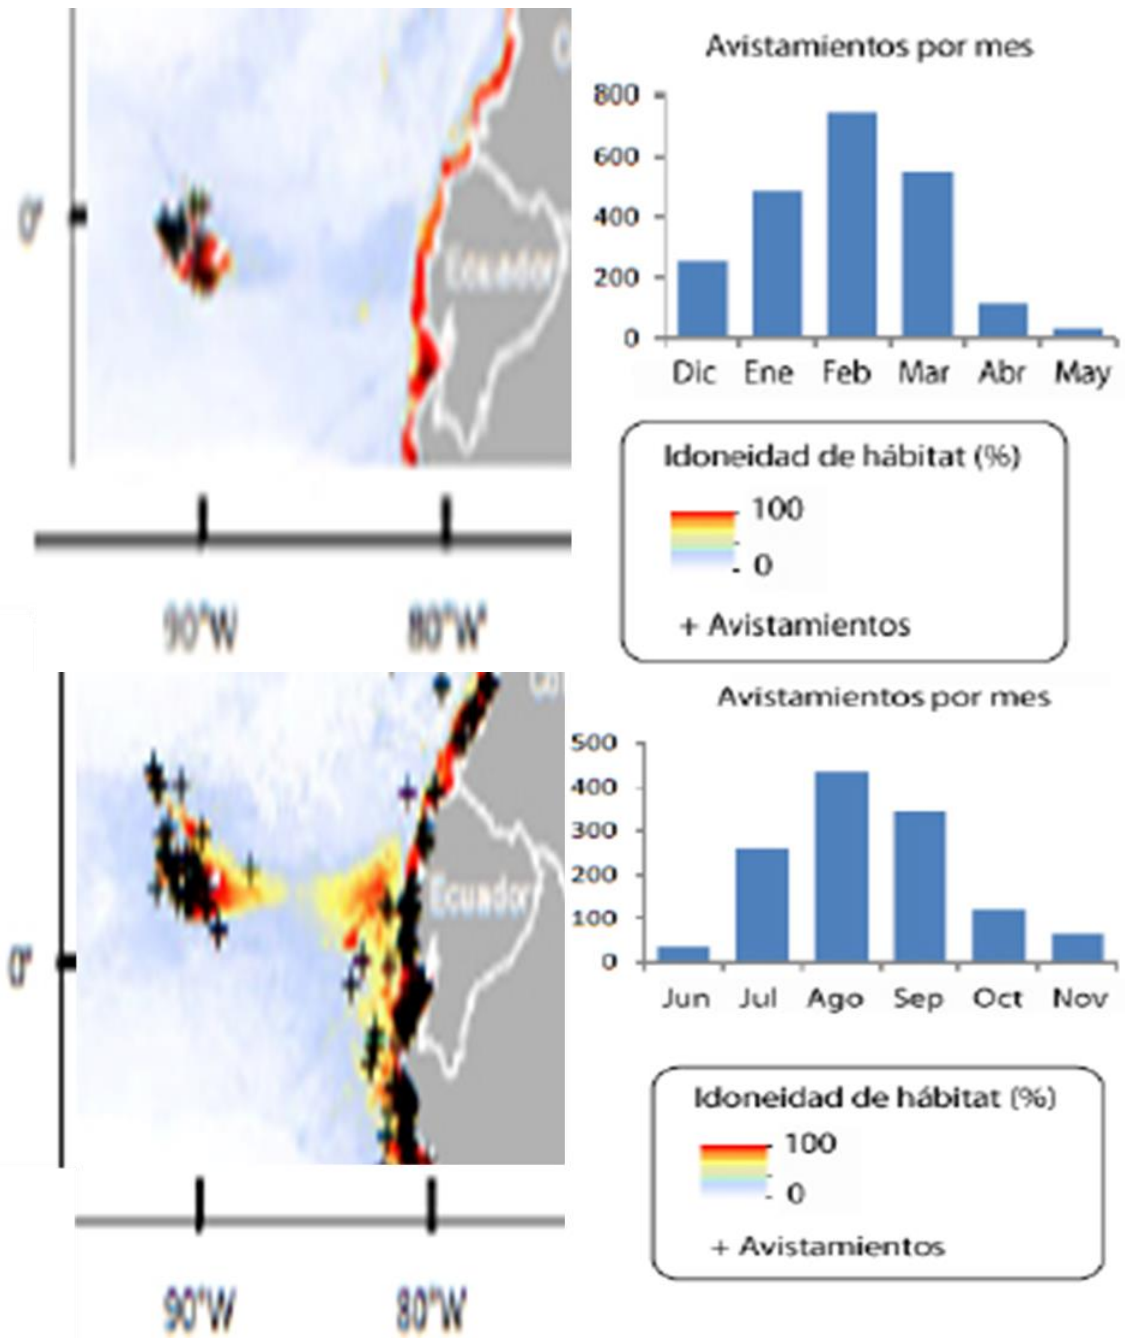 Avistamientos por mes
800
600
400
200
0
Dic Ene Feb Mar Abr May
0°
Ecuador
90°W 80°W
Idoneidad de hábitat (%)
100
0
+ Avistamientos
Avistamientos por mes
500
400
300
200
100
0
Jun Jul Ago Sep Oct Nov
Ecuador
0°
90°W 80°W
Idoneidad de hábitat (%)
100
0
+ Avistamientos